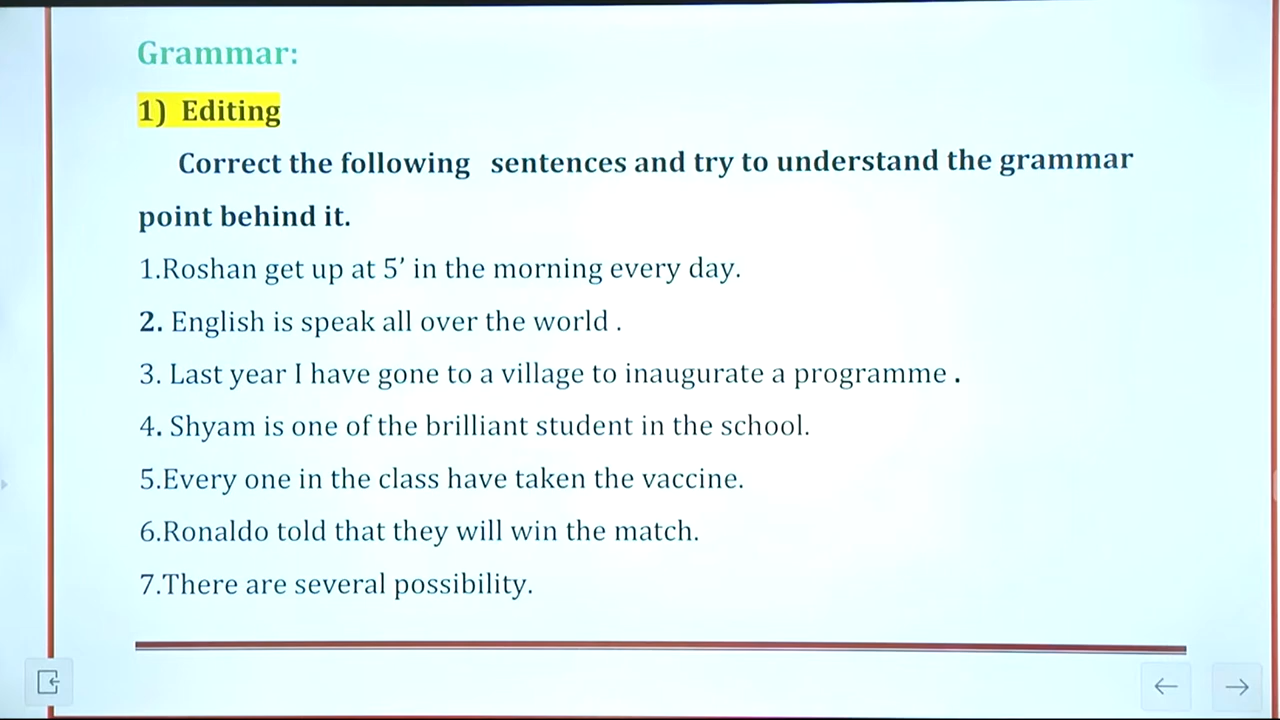 Grammar:
1) Editing
Correct the following sentences and try to understand the grammar
point behind it.
1.Roshan get up at 5’ in the morning every day.
2. English is speak all over the world .
3. Last year I have gone to a village to inaugurate a programme .
4. Shyam is one of the brilliant student in the school.
5.Every one in the class have taken the vaccine.
6.Ronaldo told that they will win the match.
7.There are several possibility.